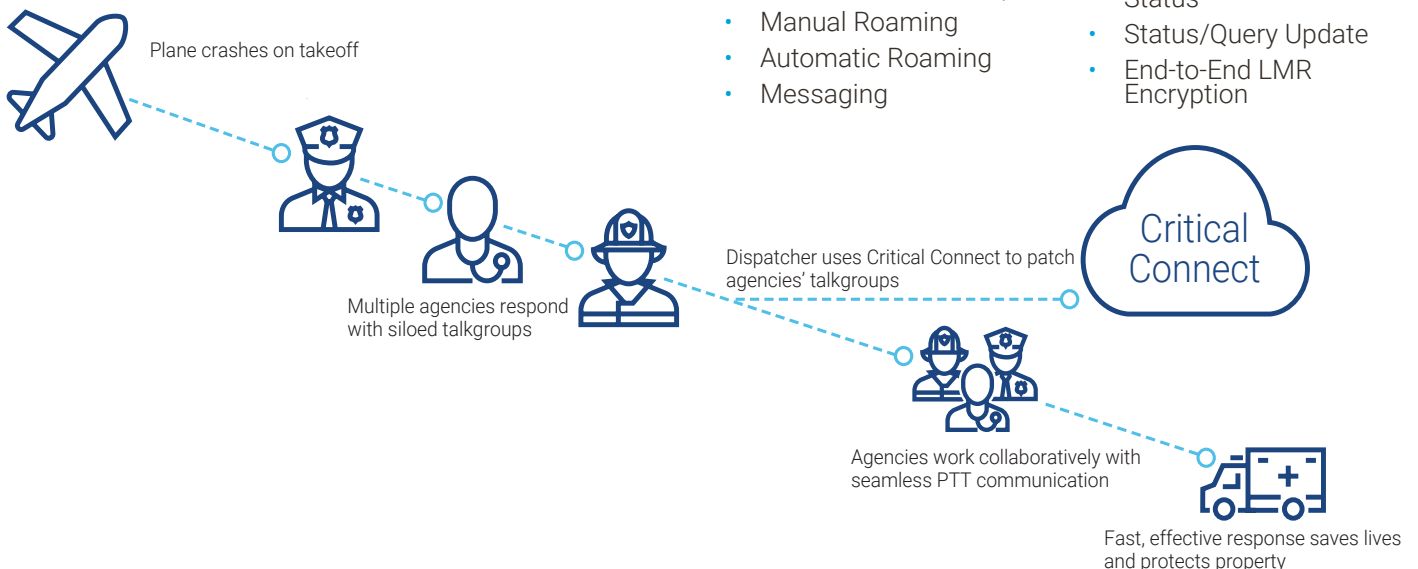 Manual Roaming
Automatic Roaming
Messaging
Status
Status/Query Update
End-to-End LMR
Encryption
Plane crashes on takeoff
Multiple agencies respond
with siloed talkgroups
Dispatcher uses Critical Connect to patch
agencies’ talkgroups
Critical
Connect
Agencies work collaboratively with
seamless PTT communication
Fast, effective response saves lives
and protects property